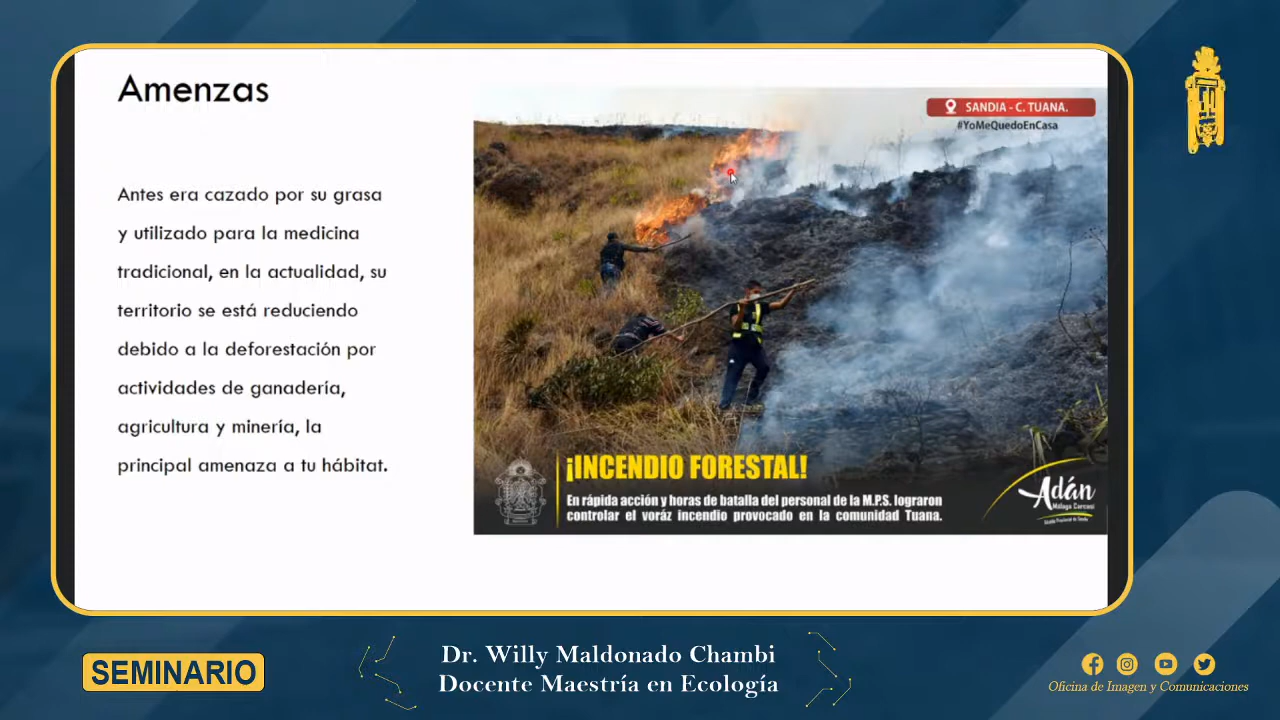 Amenzas
Antes era cazado por su grasa
y utilizado para la medicina
tradicional, en la actualidad, su
territorio se está reduciendo
debido a la deforestación por
actividades de ganadería,
agricultura y minería, la
principal amenaza a tu hábitat.
SANDIA - C. TUANA.
#YoMeQuedoEnCasa
¡INCENDIO FORESTAL!
En rápida acción y horas de batalla del personal de la M.P.S. lograron
controlar el voráz incendio provocado en la comunidad Tuana.
Adán
SEMINARIO
Dr. Willy Maldonado Chambi
Docente Maestría en Ecología
Oficina de Imagen y Comunicaciones